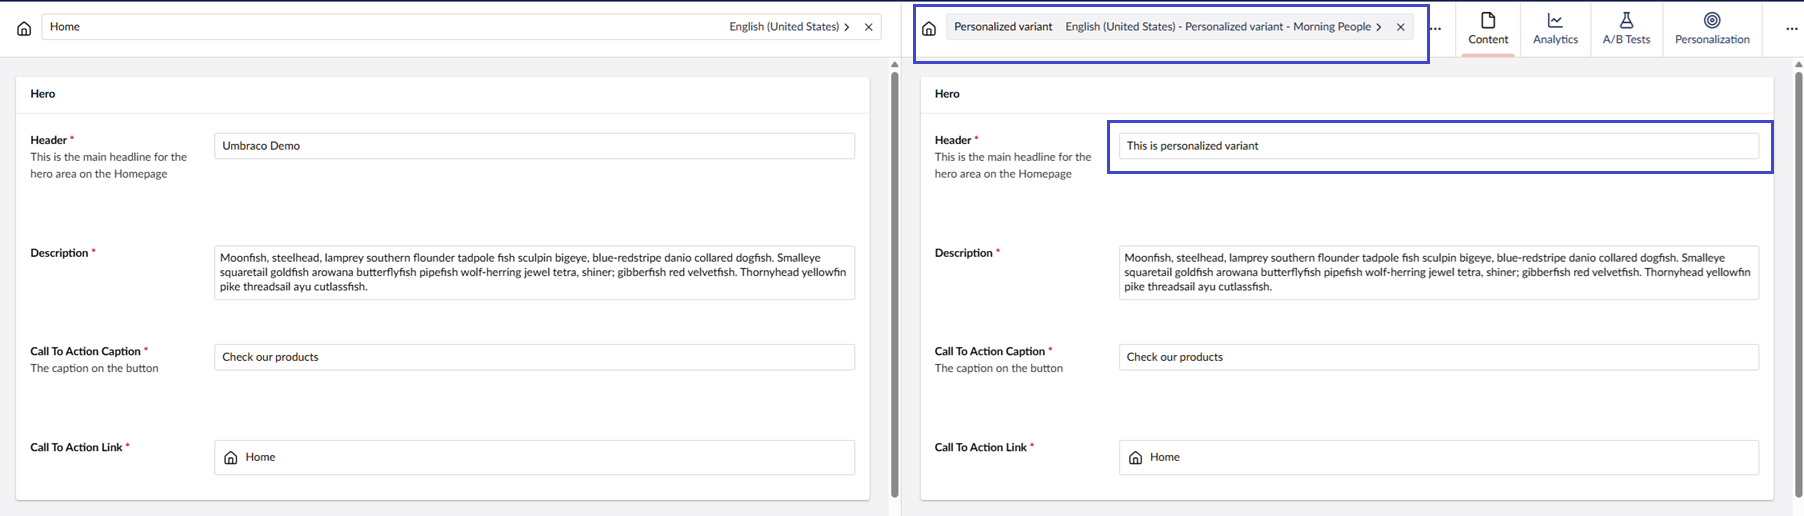 Home English (United States)
Personalized variant English (United States) - Personalized variant - Morning People
Content
Analytics
A/B Tests
Personalization
Hero
Header *
This is the main headline for the
hero area on the Homepage
Umbraco Demo
Description *
Moonfish, steelhead, lamprey southern flounder tadpole fish sculpin bigeye, blue-redstripe danio collared dogfish. Smalleye
squaretail goldfish arowana butterflyfish pipefish wolf-herring jewel tetra, shiner; gibberfish red velvetfish. Thornyhead yellowfin
pike threadsail ayu cutlassfish.
Call To Action Caption *
The caption on the button
Check our products
Call To Action Link *
Home
Hero
Header *
This is the main headline for the
hero area on the Homepage
This is personalized variant
Description *
Moonfish, steelhead, lamprey southern flounder tadpole fish sculpin bigeye, blue-redstripe danio collared dogfish. Smalleye
squaretail goldfish arowana butterflyfish pipefish wolf-herring jewel tetra, shiner; gibberfish red velvetfish. Thornyhead yellowfin
pike threadsail ayu cutlassfish.
Call To Action Caption *
The caption on the button
Check our products
Call To Action Link *
Home